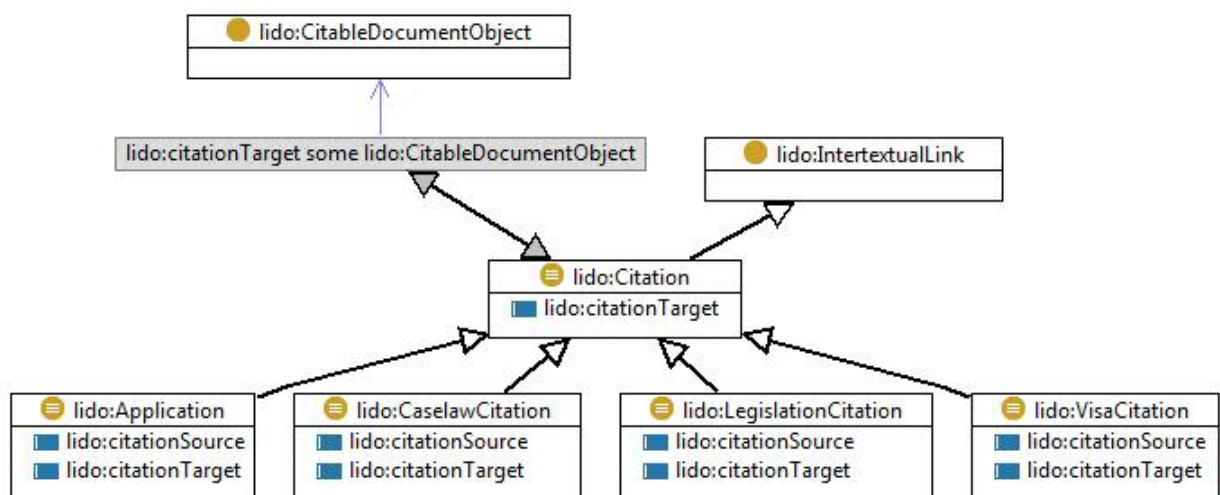 lido:CitableDocumentObject
lido:citationTarget some lido:CitableDocumentObject
lido:IntertextualLink
lido:Citation
lido:citationTarget
lido:Application
lido:citationSource
lido:citationTarget
lido:CaselawCitation
lido:citationSource
lido:citationTarget
lido:LegislationCitation
lido:citationSource
lido:citationTarget
lido:VisaCitation
lido:citationSource
lido:citationTarget